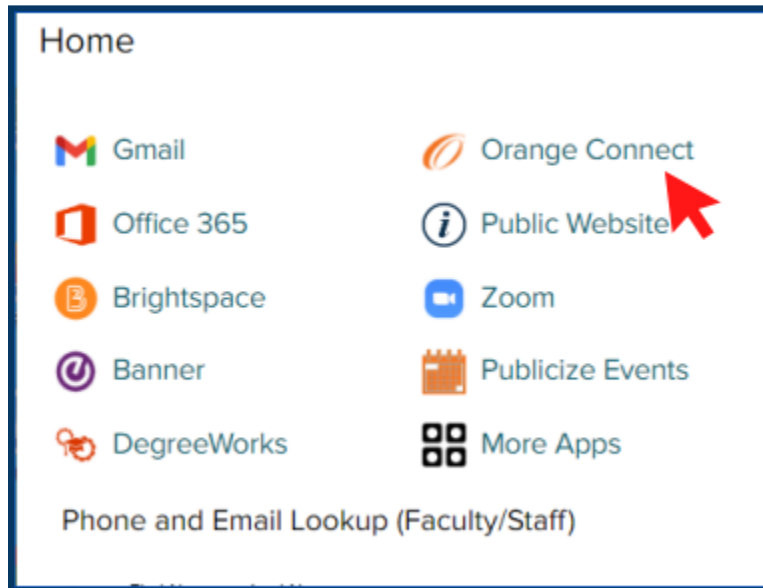 Home
Gmail
Orange Connect
Office 365
Public Website
Brightspace
Zoom
Banner
Publicize Events
DegreeWorks
More Apps
Phone and Email Lookup (Faculty/Staff)